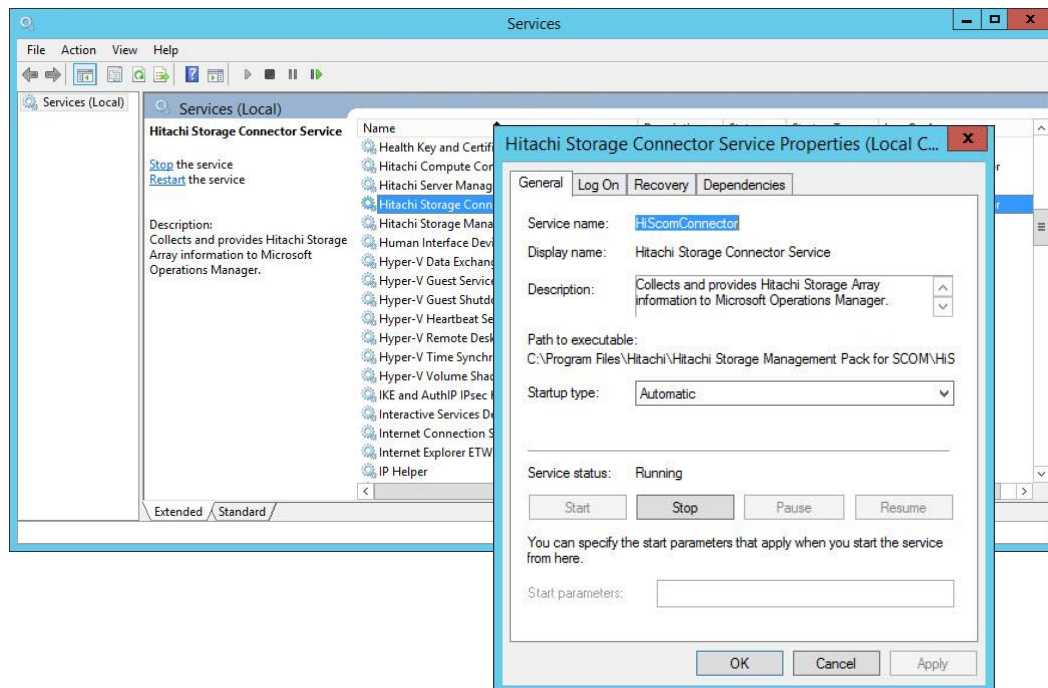 Services
File Action View Help
Services (Local)
Services (Local)
Hitachi Storage Connector Service
Stop the service
Restart the service
Description:
Collects and provides Hitachi Storage
Array information to Microsoft
Operations Manager.
Name
Health Key and Certifi
Hitachi Compute Con
Hitachi Server Manag
Hitachi Storage Conn
Hitachi Storage Mana
Human Interface Devi
Hyper-V Data Exchang
Hyper-V Guest Service
Hyper-V Guest Shutdo
Hyper-V Heartbeat Se
Hyper-V Remote Desk
Hyper-V Time Synchr
Hyper-V Volume Shad
IKE and AuthIP IPsec
Interactive Services De
Internet Connection S
Internet Explorer ETW
IP Helper
Extended Standard
Hitachi Storage Connector Service Properties (Local C...
General Log On Recovery Dependencies
Service name: HiScomConnector
Display name: Hitachi Storage Connector Service
Description: Collects and provides Hitachi Storage Array
information to Microsoft Operations Manager.
Path to executable:
C:\Program Files\Hitachi\Hitachi Storage Management Pack for SCOM\HiS
Startup type: Automatic
Service status: Running
Start Stop Pause Resume
You can specify the start parameters that apply when you start the service
from here.
Start parameters:
OK Cancel Apply